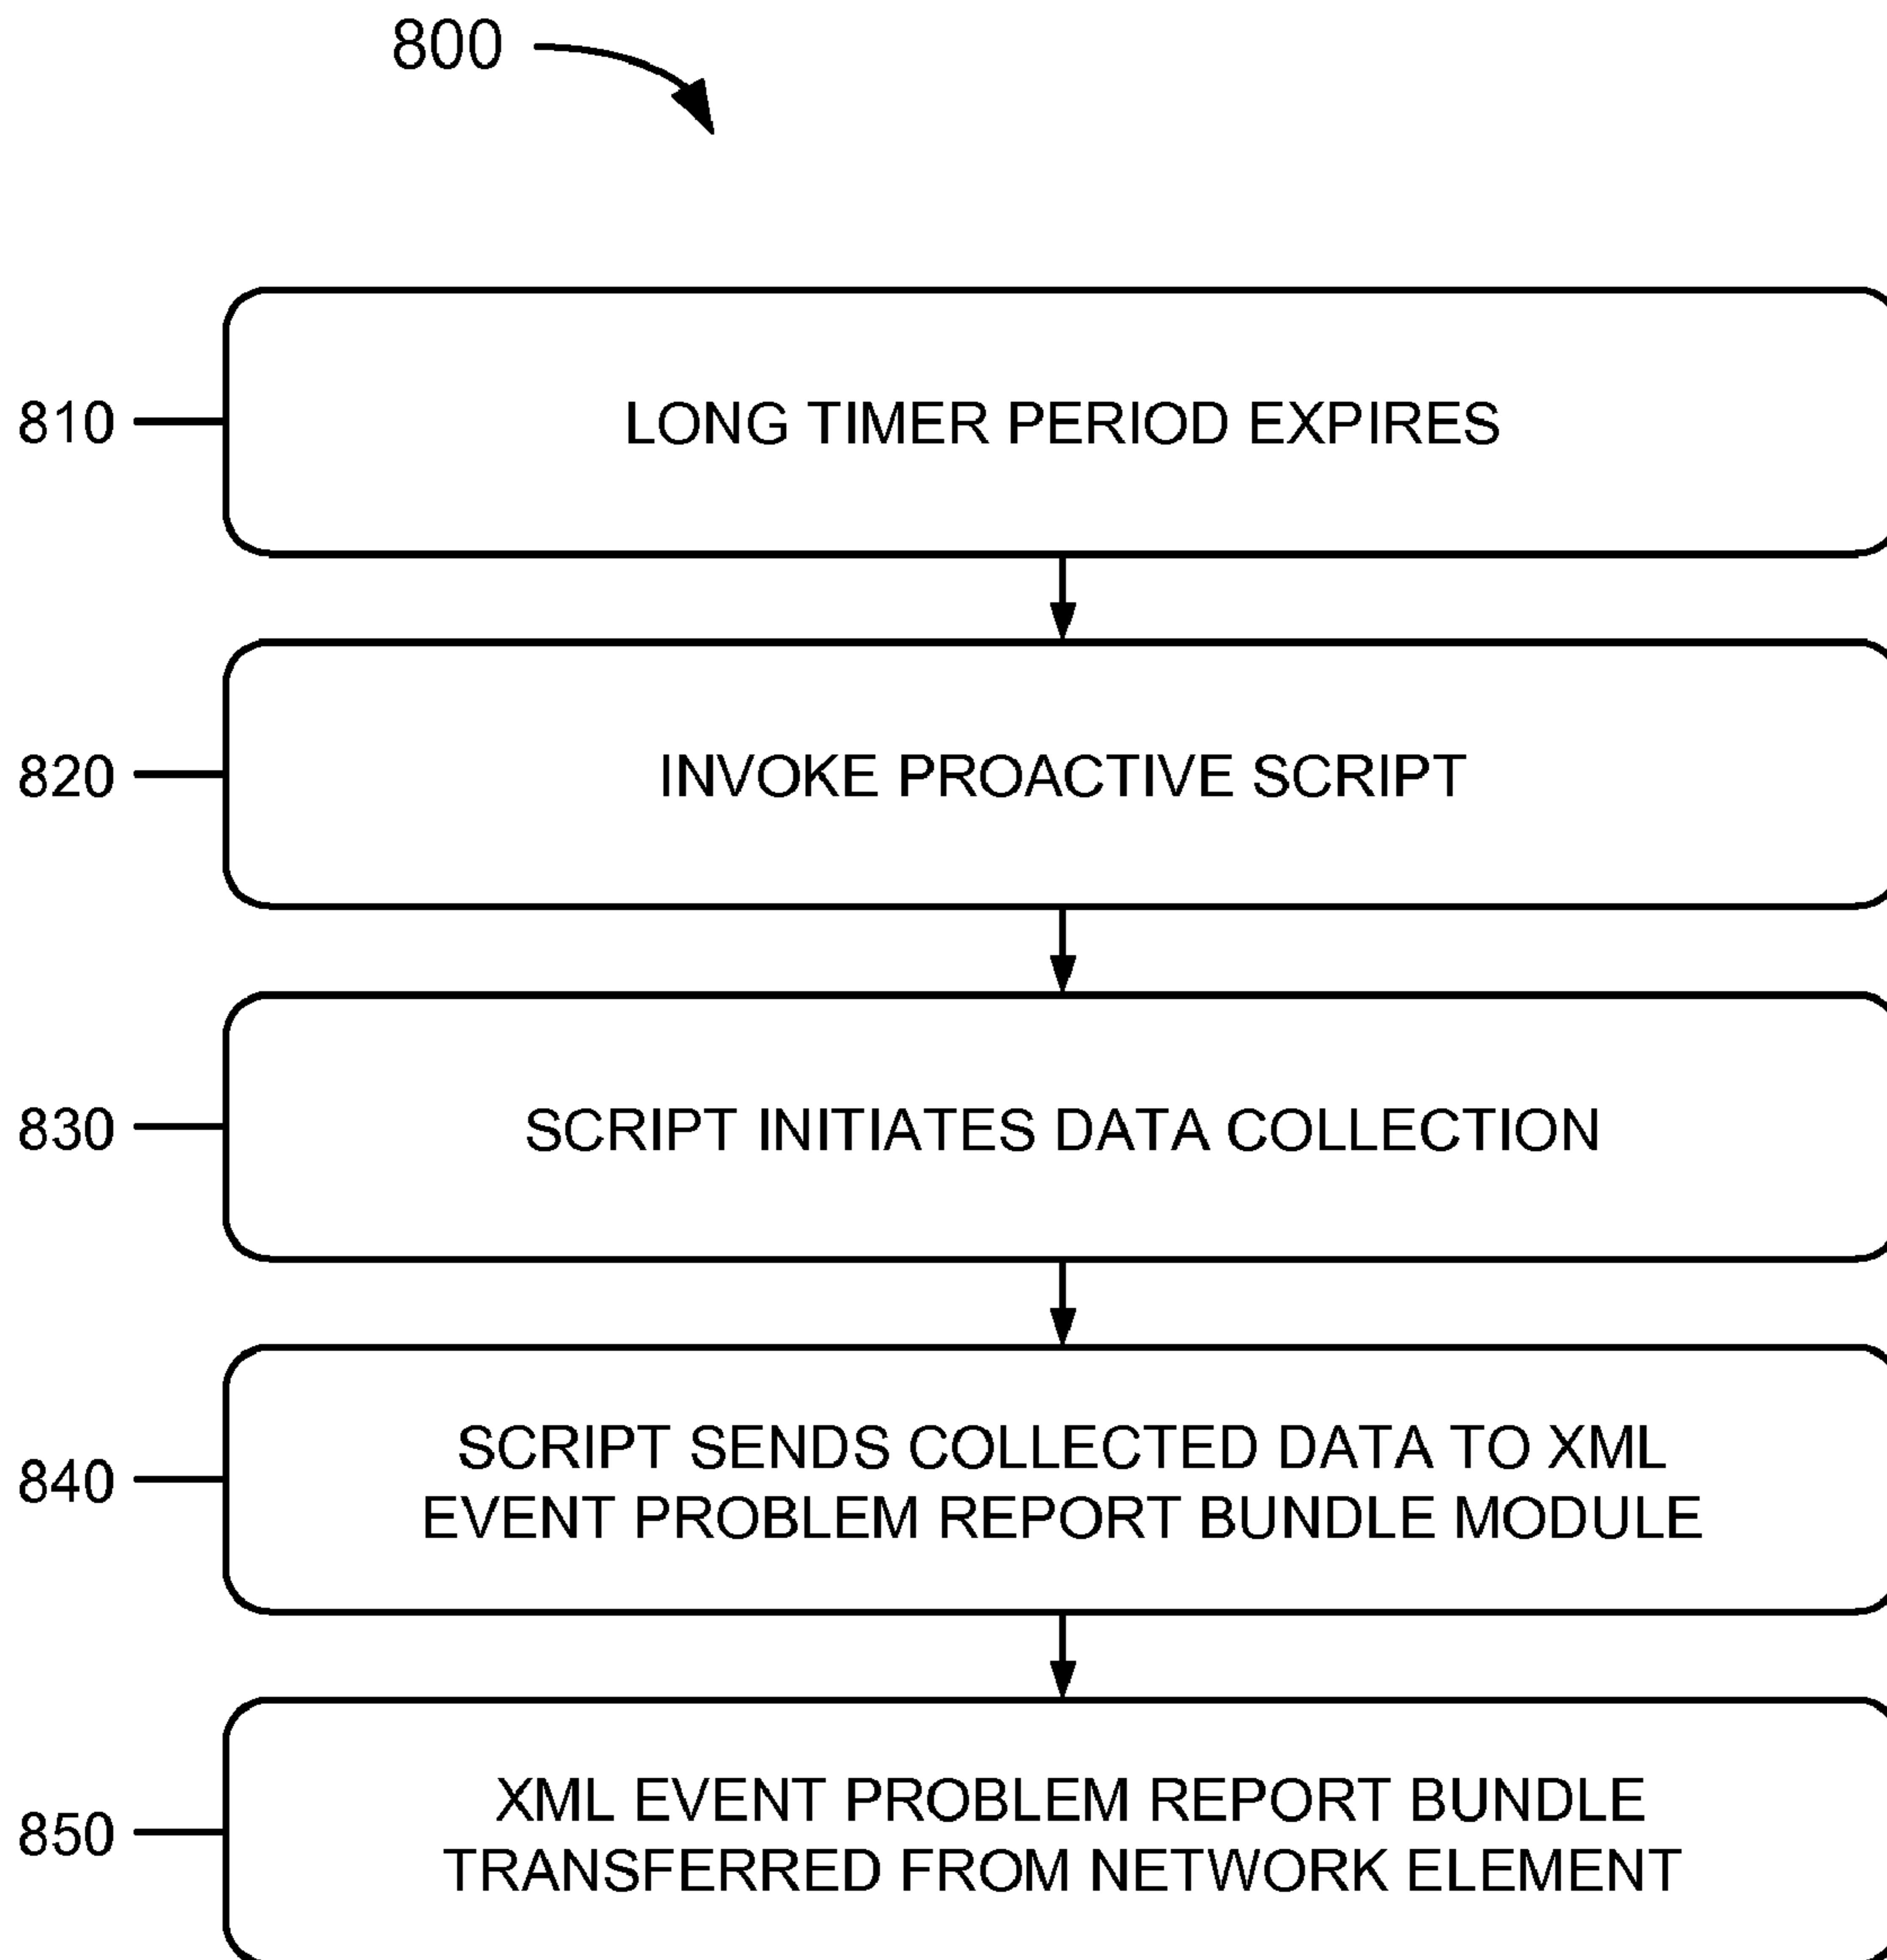 800
810
LONG TIMER PERIOD EXPIRES
820
INVOKE PROACTIVE SCRIPT
830
SCRIPT INITIATES DATA COLLECTION
840
SCRIPT SENDS COLLECTED DATA TO XML
EVENT PROBLEM REPORT BUNDLE MODULE
850
XML EVENT PROBLEM REPORT BUNDLE
TRANSFERRED FROM NETWORK ELEMENT